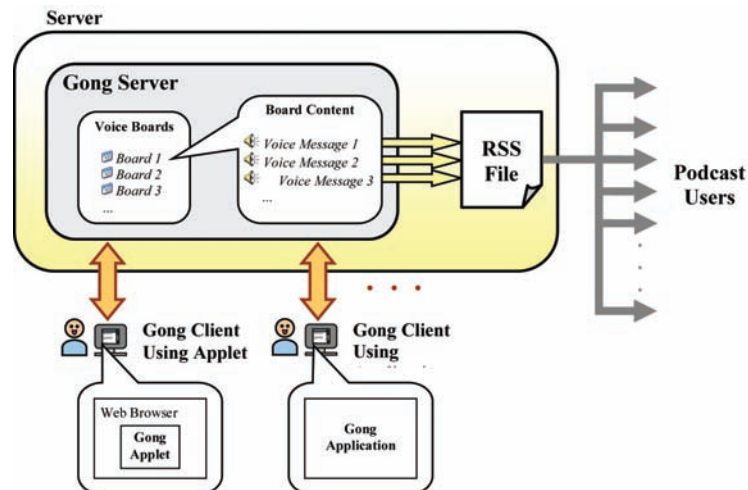 Server
Gong Server
Voice Boards
Board 1
Board 2
Board 3
...
Board Content
Voice Message 1
Voice Message 2
Voice Message 3
...
RSS
File
Podcast
Users
Gong Client
Using Applet
Gong Client
Using
Web Browser
Gong
Applet
Gong
Application